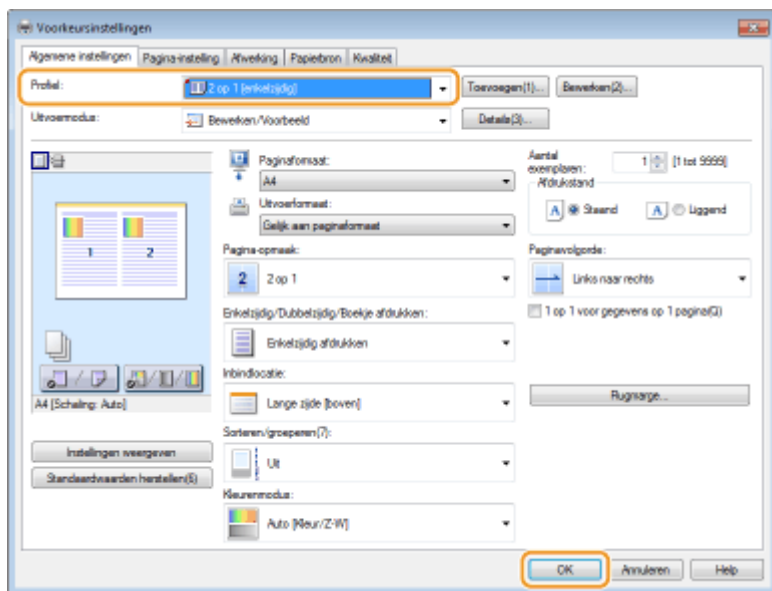 Voorkeursinstellingen
Algemene instellingen Pagina-instelling Afwerking Papierbron Kwaliteit
Profiel: 2 op 1 [enkelzijdig] Toevoegen(1)... Bewerken(2)...
Uitvoermodus: Bewerken/Voorbeeld Details(3)...
Paginaformaat:
A4
Uitvoerformaat:
Gelijk aan paginaformaat
Aantal exemplaren: 1 [1 tot 9999]
Afdrukstand
A Staand A Liggend
1 2
Pagina-opmaak:
2 2 op 1
Paginavolgorde:
Links naar rechts
Enkelzijdig/Dubbelzijdig/Boekje afdrukken:
Enkelzijdig afdrukken
1 op 1 voor gegevens op 1 pagina(Q)
Inbindlocatie:
Lange zijde [boven]
Rugmarge...
A4 [Schaling: Auto]
Sorteren/groeperen(7):
Uit
Instellingen weergeven
Standaardwaarden herstellen(5)
Kleurenmodus:
Auto [Kleur/Z-W]
OK Annuleren Help